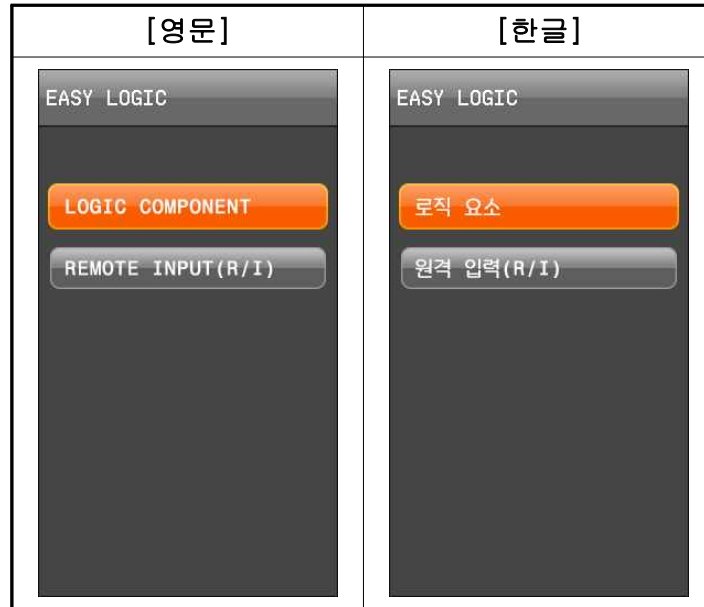 [영문]
[한글]
EASY LOGIC
EASY LOGIC
LOGIC COMPONENT
로직 요소
REMOTE INPUT(R/I)
원격 입력(R/I)